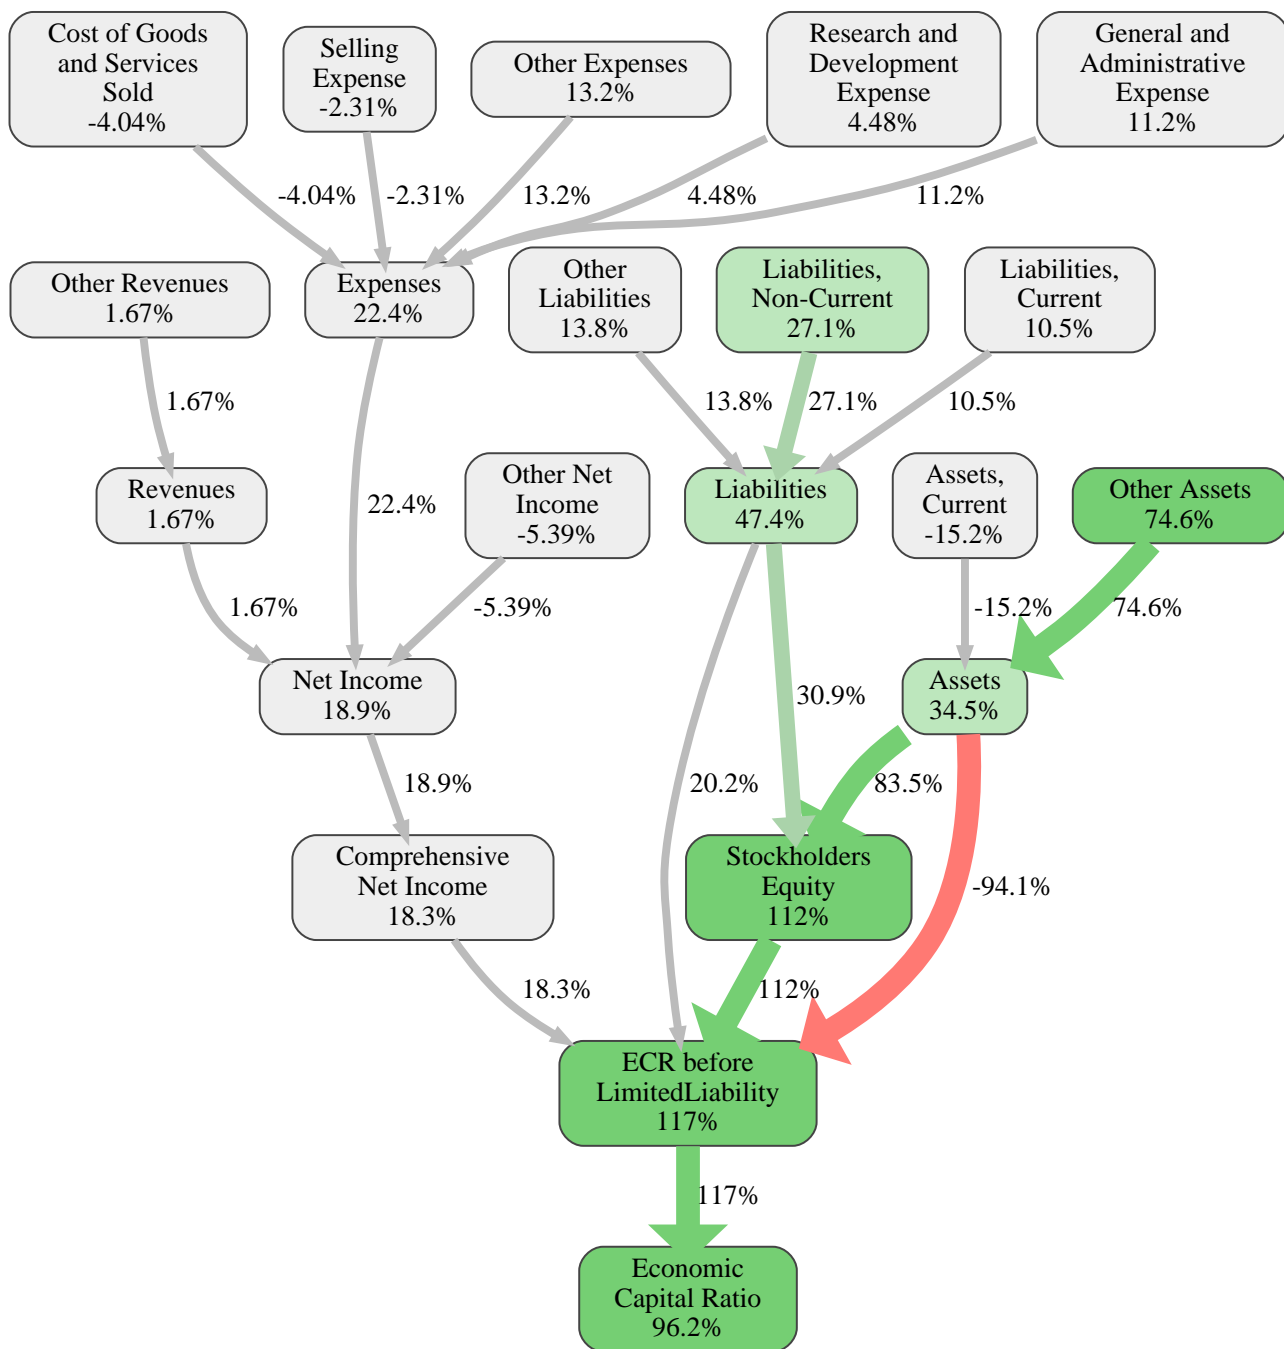 Cost of Goods
and Services
Sold
-4.04%
Selling
Expense
-2.31%
Other Expenses
13.2%
Research and
Development
Expense
4.48%
General and
Administrative
Expense
11.2%
-4.04%
-2.31%
13.2%
4.48%
11.2%
Other Revenues
1.67%
Expenses
22.4%
Other
Liabilities
13.8%
Liabilities,
Non-Current
27.1%
Liabilities,
Current
10.5%
1.67%
13.8%
27.1%
10.5%
Revenues
1.67%
22.4%
Other Net
Income
-5.39%
Liabilities
47.4%
Assets,
Current
-15.2%
Other Assets
74.6%
1.67%
-5.39%
-15.2%
74.6%
Net Income
18.9%
30.9%
Assets
34.5%
18.9%
20.2%
83.5%
Comprehensive
Net Income
18.3%
Stockholders
Equity
112%
-94.1%
18.3%
112%
ECR before
LimitedLiability
117%
117%
Economic
Capital Ratio
96.2%